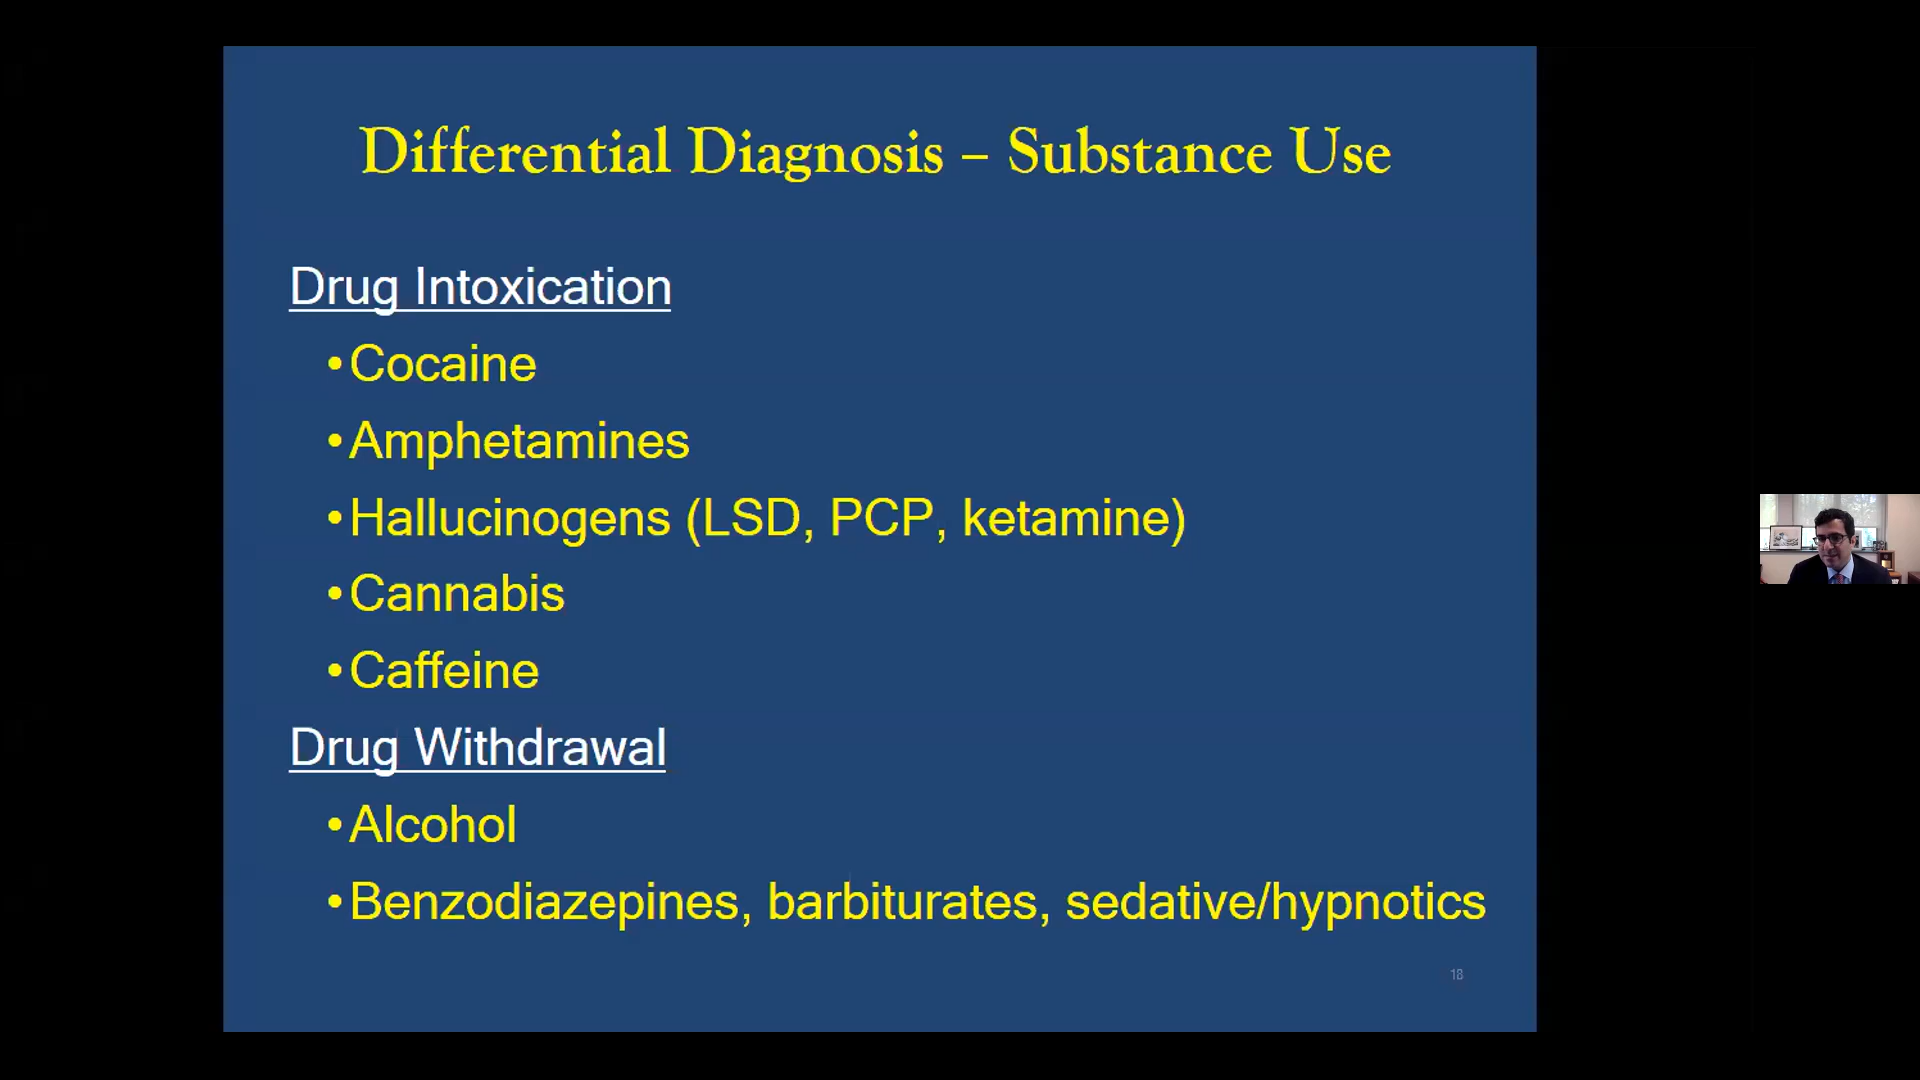 Differential Diagnosis – Substance Use
Drug Intoxication
•Cocaine
•Amphetamines
•Hallucinogens (LSD, PCP, ketamine)
•Cannabis
•Caffeine
Drug Withdrawal
•Alcohol
•Benzodiazepines, barbiturates, sedative/hypnotics
18